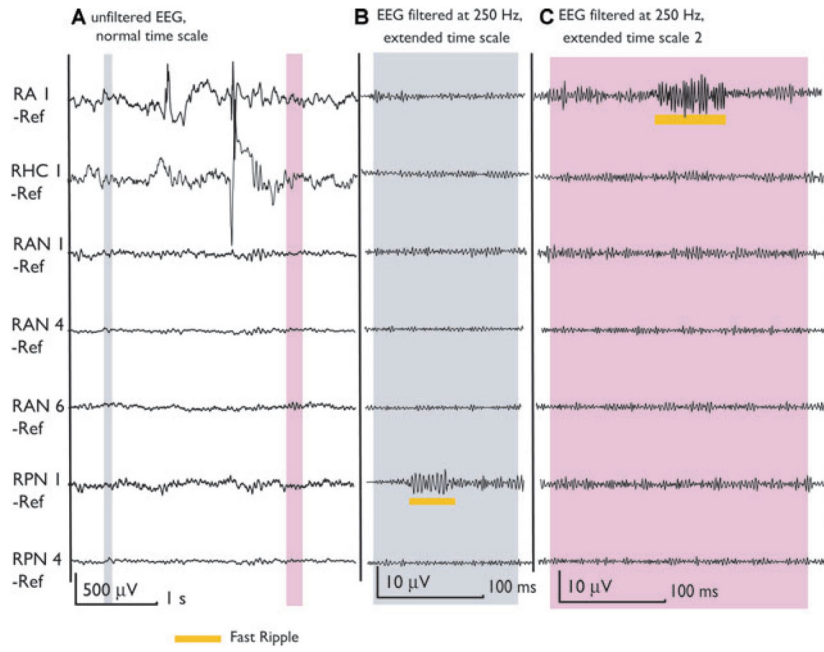 A unfiltered EEG,
normal time scale
B EEG filtered at 250 Hz,
extended time scale
C EEG filtered at 250 Hz,
extended time scale 2
RA 1
-Ref
RHC 1
-Ref
RAN 1
-Ref
RAN 4
-Ref
RAN 6
-Ref
RPN 1
-Ref
RPN 4
-Ref
500 μV
1 s
10 μV
100 ms
10 μV
100 ms
Fast Ripple